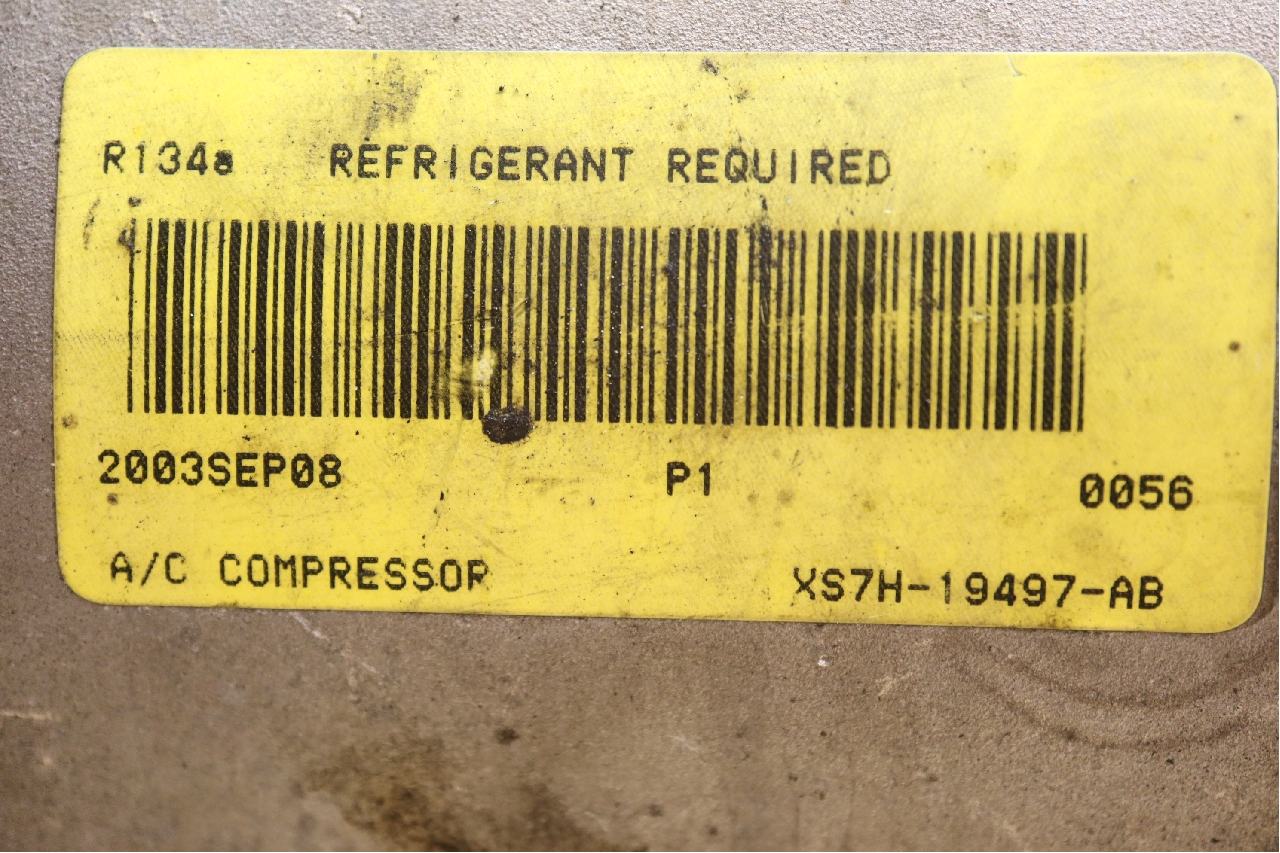 R134a REFRIGERANT REQUIRED
2003SEP08 P1 0056
A/C COMPRESSOR XS7H-19497-AB